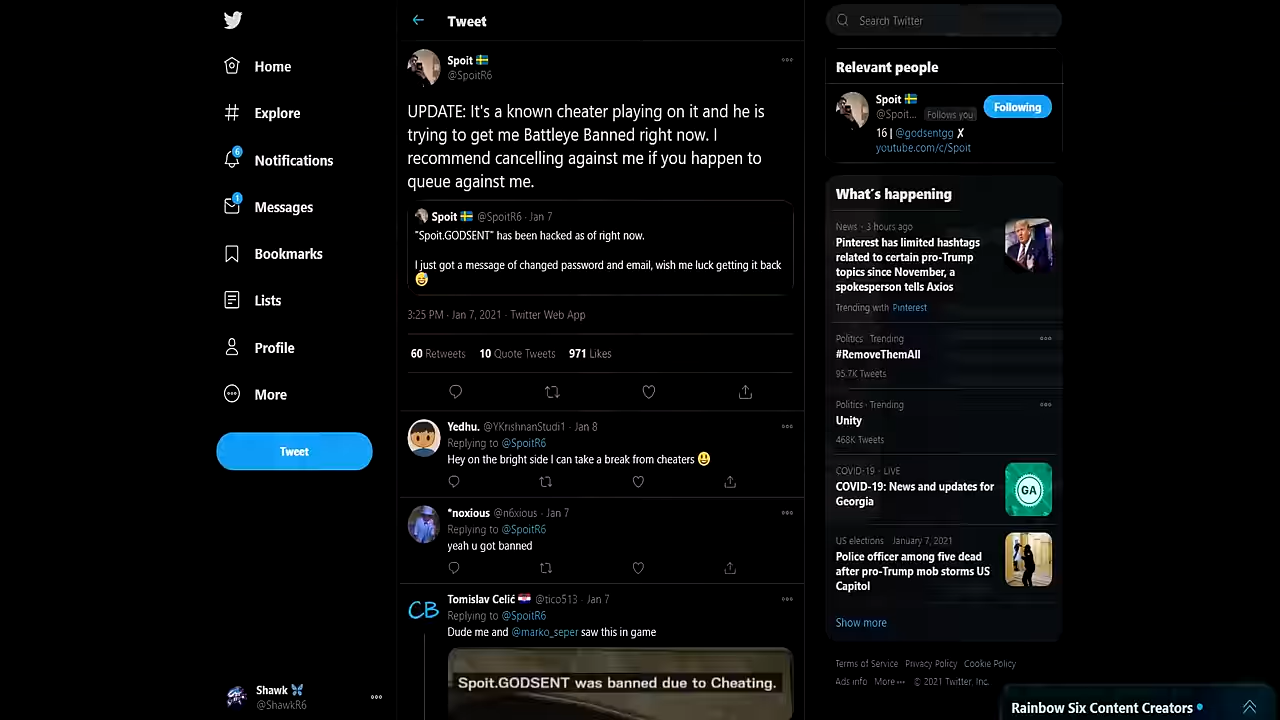 Home
Explore
6
Notifications
1
Messages
Bookmarks
Lists
Profile
More
Tweet
Shawk
@ShawkR6
Tweet
Spoit
@SpoitR6
UPDATE: It's a known cheater playing on it and he is
trying to get me Battleye Banned right now. I
recommend cancelling against me if you happen to
queue against me.
Spoit @SpoitR6 · Jan 7
"Spoit.GODSENT" has been hacked as of right now.
I just got a message of changed password and email, wish me luck getting it back
3:25 PM · Jan 7, 2021 · Twitter Web App
60 Retweets 10 Quote Tweets 971 Likes
Yedhu. @YKrishnanStudi1 · Jan 8
Replying to @SpoitR6
Hey on the bright side I can take a break from cheaters
*noxious @n6xious · Jan 7
Replying to @SpoitR6
yeah u got banned
CB
Tomislav Celić @tico513 · Jan 7
Replying to @SpoitR6
Dude me and @marko_seper saw this in game
Spoit.GODSENT was banned due to Cheating.
Search Twitter
Relevant people
Spoit
@Spoit... Follows you
Following
16 | @godsentgg
youtube.com/c/Spoit
What's happening
News · 3 hours ago
Pinterest has limited hashtags
related to certain pro-Trump
topics since November, a
spokesperson tells Axios
Trending with Pinterest
Politics · Trending
#RemoveThemAll
95.7K Tweets
Politics · Trending
Unity
468K Tweets
COVID-19 · LIVE
COVID-19: News and updates for
Georgia
GA
US elections · January 7, 2021
Police officer among five dead
after pro-Trump mob storms US
Capitol
Show more
Terms of Service Privacy Policy Cookie Policy
Ads info More ··· © 2021 Twitter, Inc.
Rainbow Six Content Creators